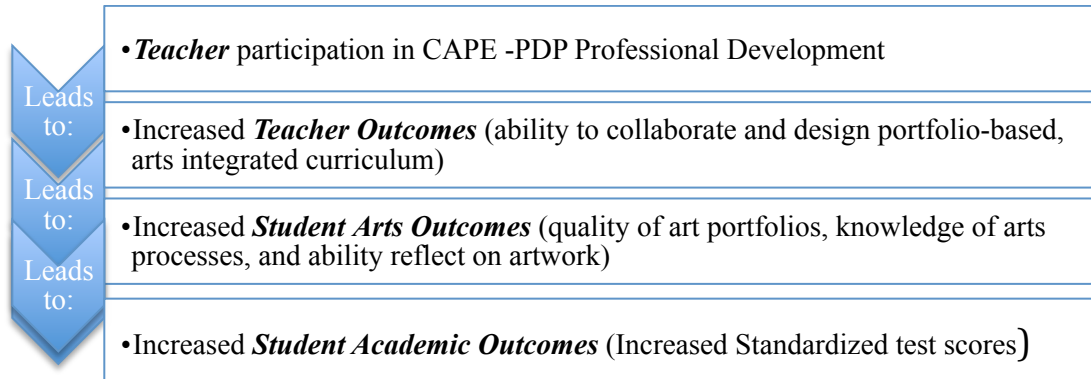 •Teacher participation in CAPE -PDP Professional Development
Leads
to:
•Increased Teacher Outcomes (ability to collaborate and design portfolio-based,
arts integrated curriculum)
Leads
to:
•Increased Student Arts Outcomes (quality of art portfolios, knowledge of arts
processes, and ability reflect on artwork)
Leads
to:
•Increased Student Academic Outcomes (Increased Standardized test scores)